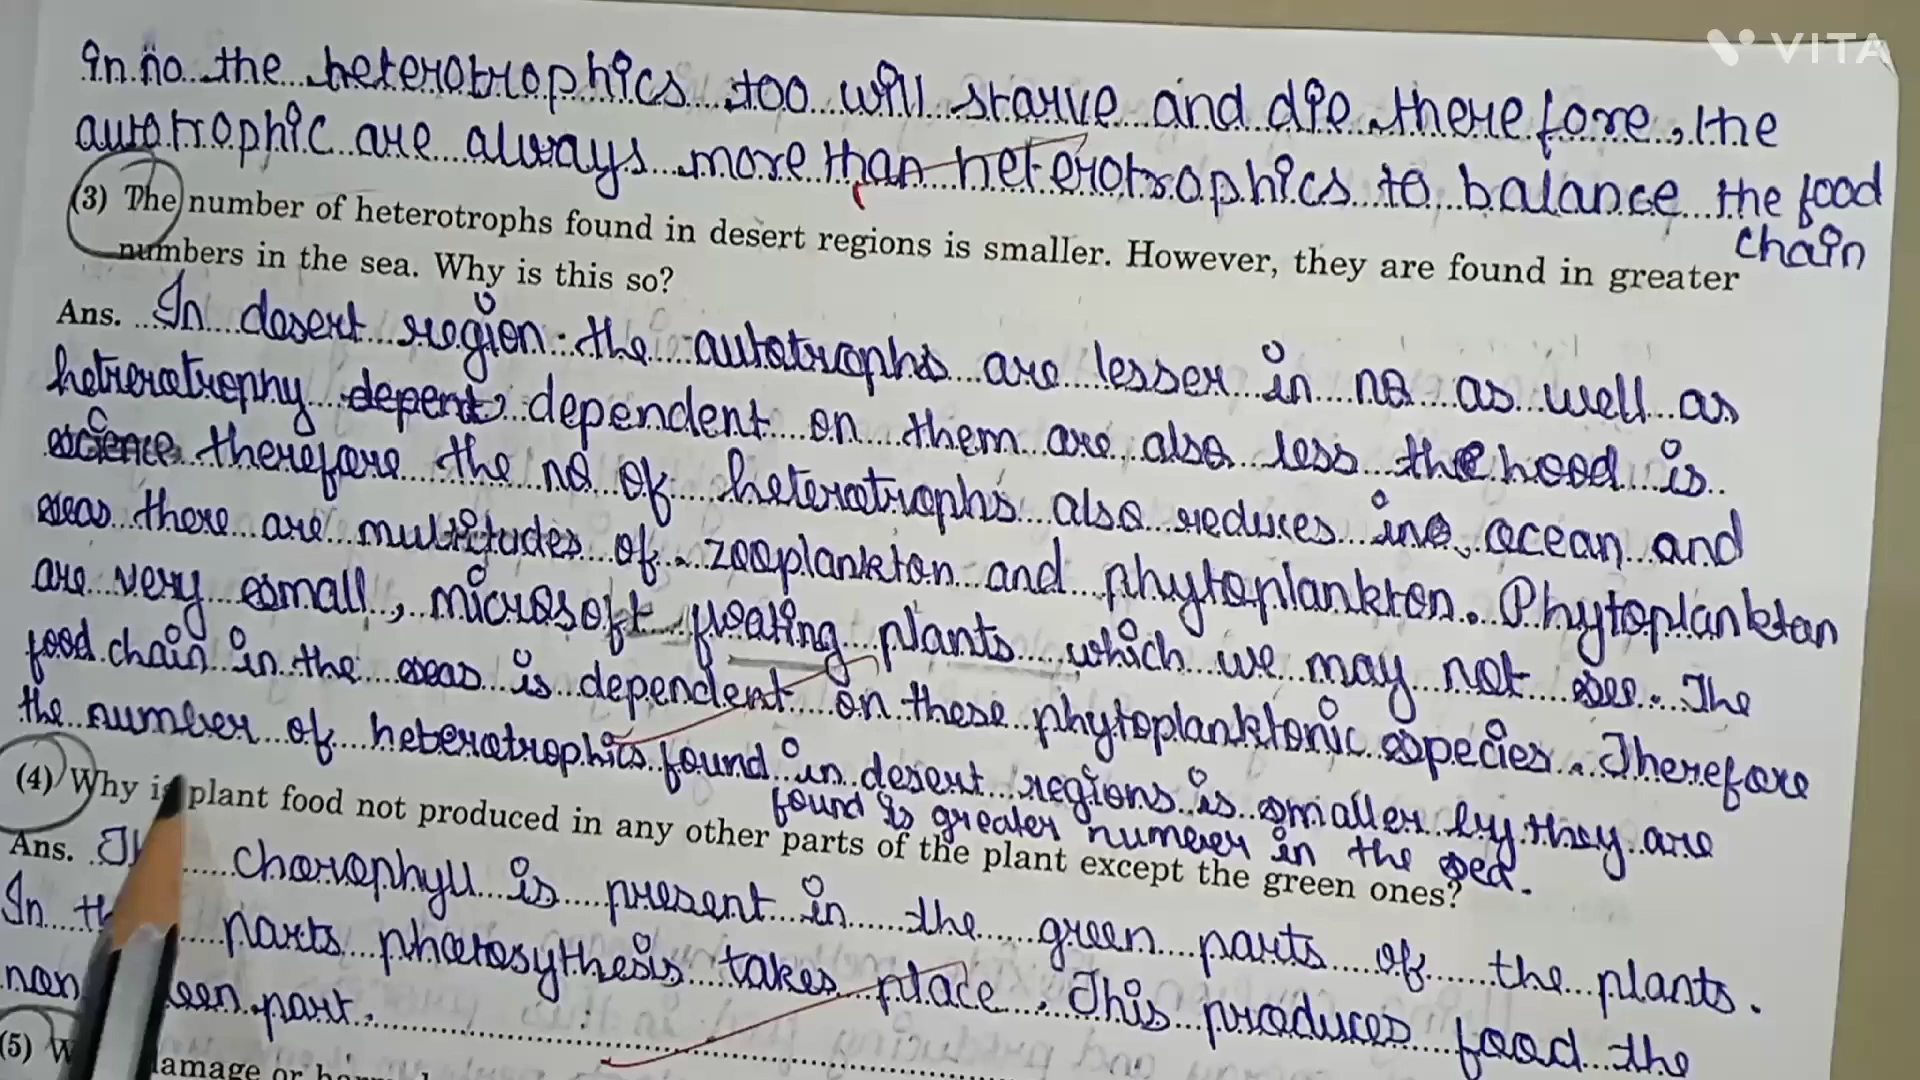 VITA
in no the heterotrophics too will starve and die therefore, the
autotrophic are always more than heterotrophics to balance the food
chain
(3) The number of heterotrophs found in desert regions is smaller. However, they are found in greater
numbers in the sea. Why is this so?
Ans. In desert region the autotrophs are lesser in no as well as
hetrerotrophy depent dependent on them are also less the hood is
science therefore the no of heterotrophs also reduces in ocean and
seas there are multitudes of zooplankton and phytoplankton. Phytoplankton
are very small, microsoft floating plants which we may not see. The
food chain in the seas is dependent on these phytoplanktonic species. Therefore
the number of heterotrophics found in desert regions is smaller they are
found is greater numer in the sea.
(4) Why is plant food not produced in any other parts of the plant except the green ones?
Ans. chorophyll is present in the green parts of the plants.
In parts photosythesis takes place, This produces food the
non part.
(5)